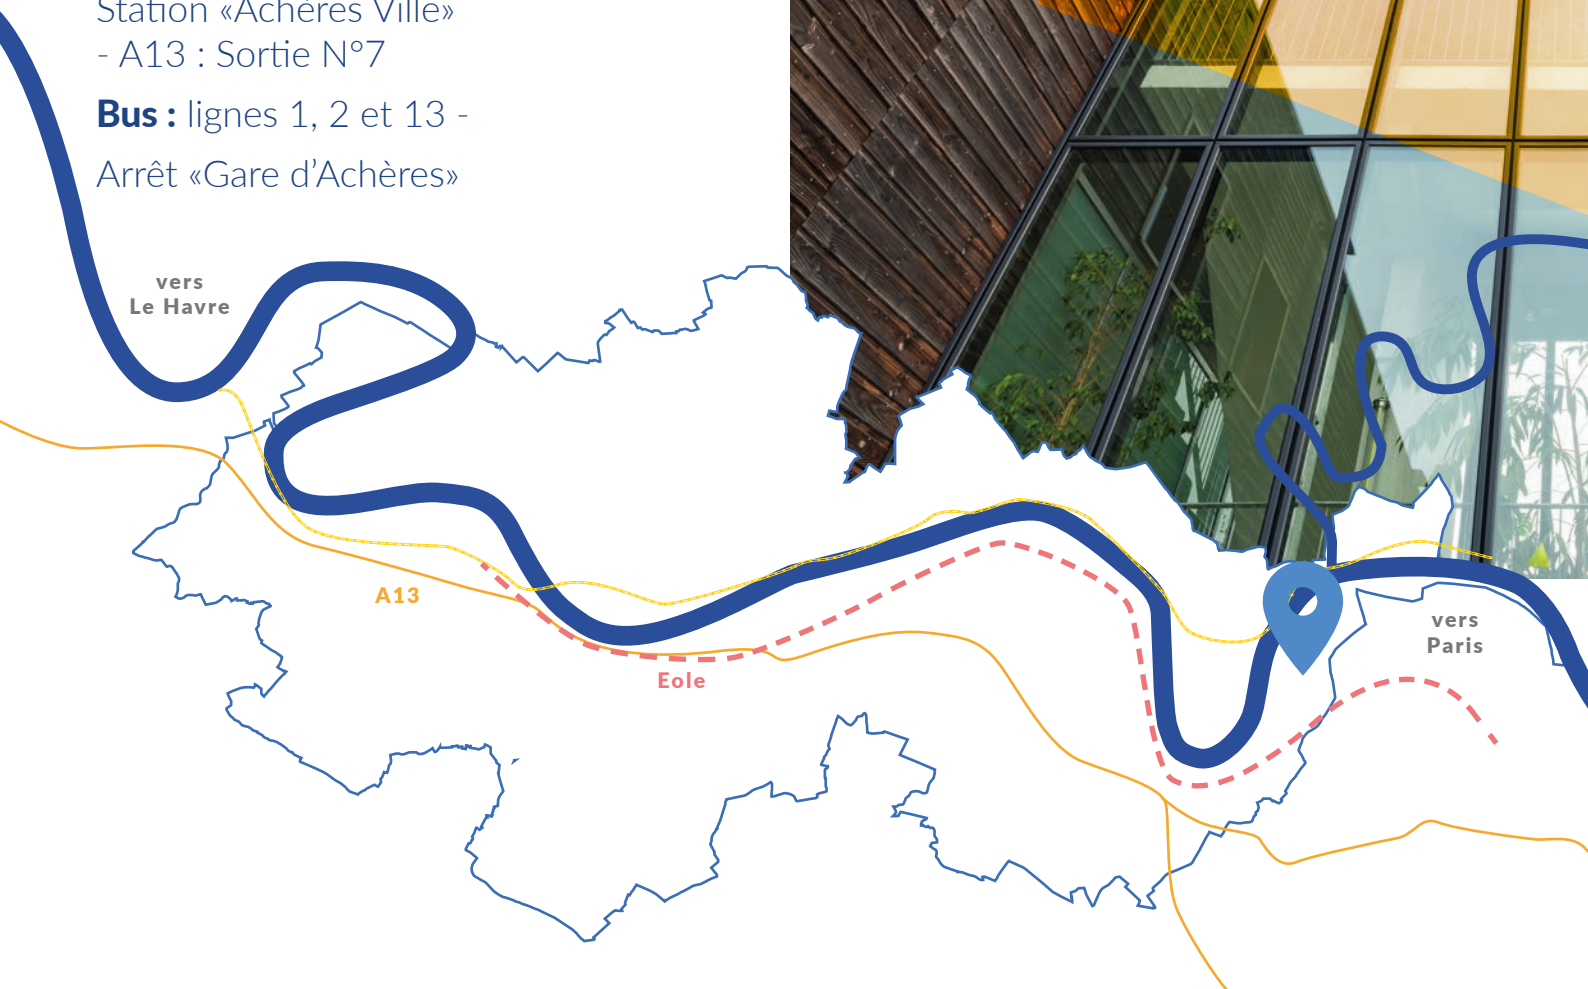 Station «Achères Ville»
- A13 : Sortie N°7
Bus : lignes 1, 2 et 13 -
Arrêt «Gare d’Achères»
vers
Le Havre
A13
Eole
vers
Paris